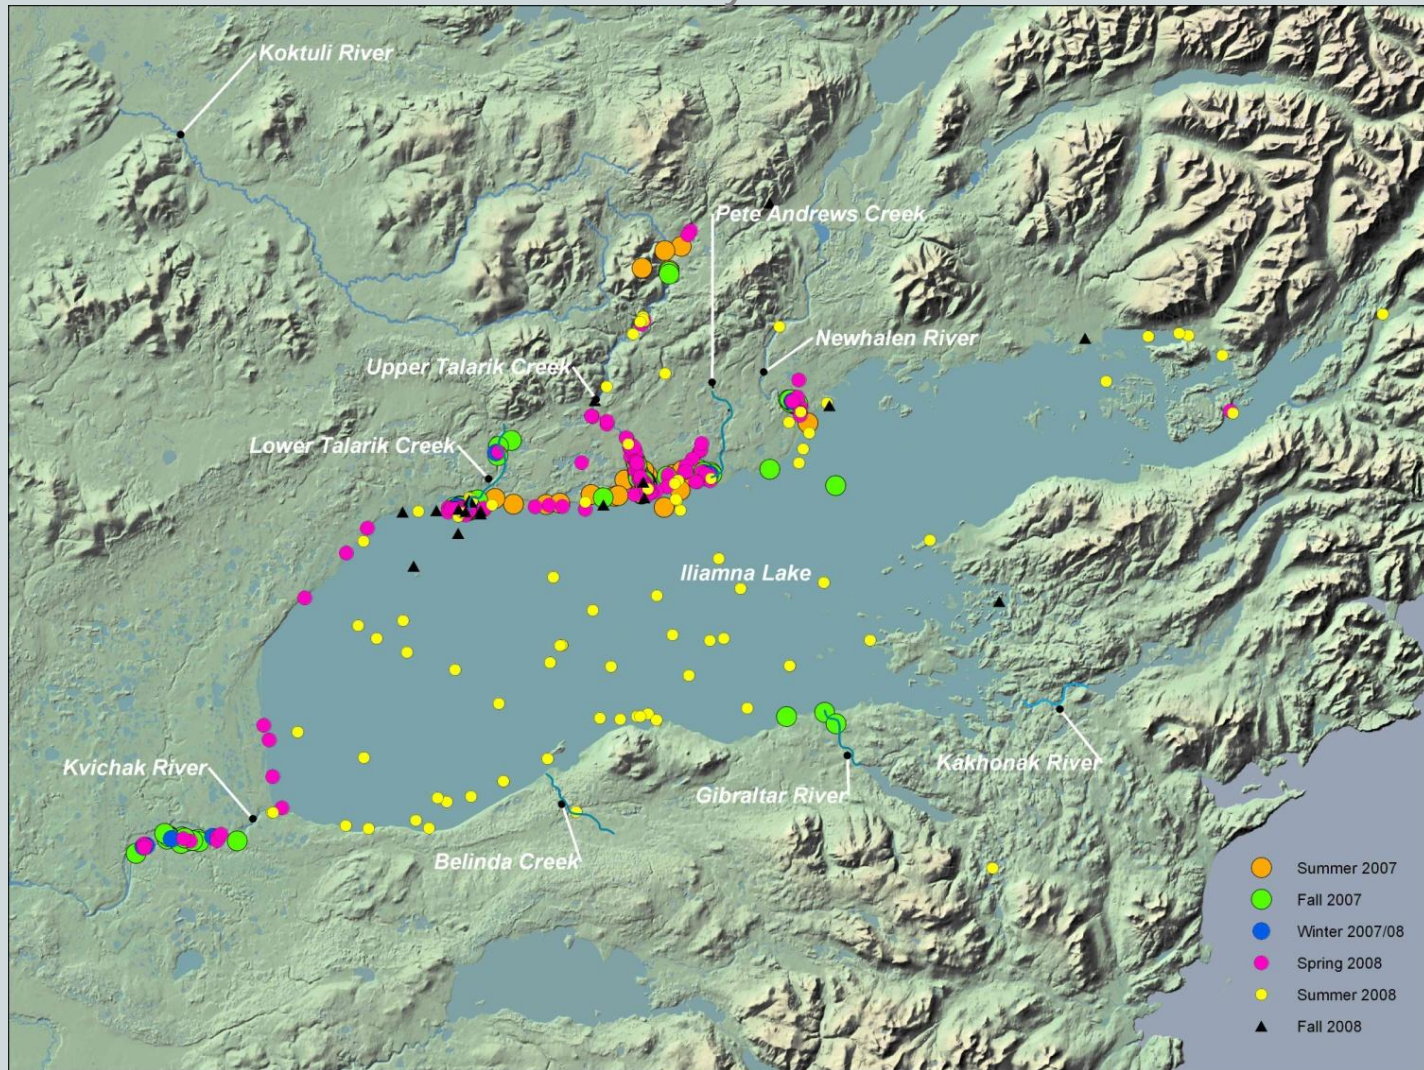 Koktuli River
Pete Andrews Creek
Newhalen River
Upper Talarik Creek
Lower Talarik Creek
Iliamna Lake
Kvichak River
Kakhonak River
Gibraltar River
Belinda Creek
Summer 2007
Fall 2007
Winter 2007/08
Spring 2008
Summer 2008
Fall 2008